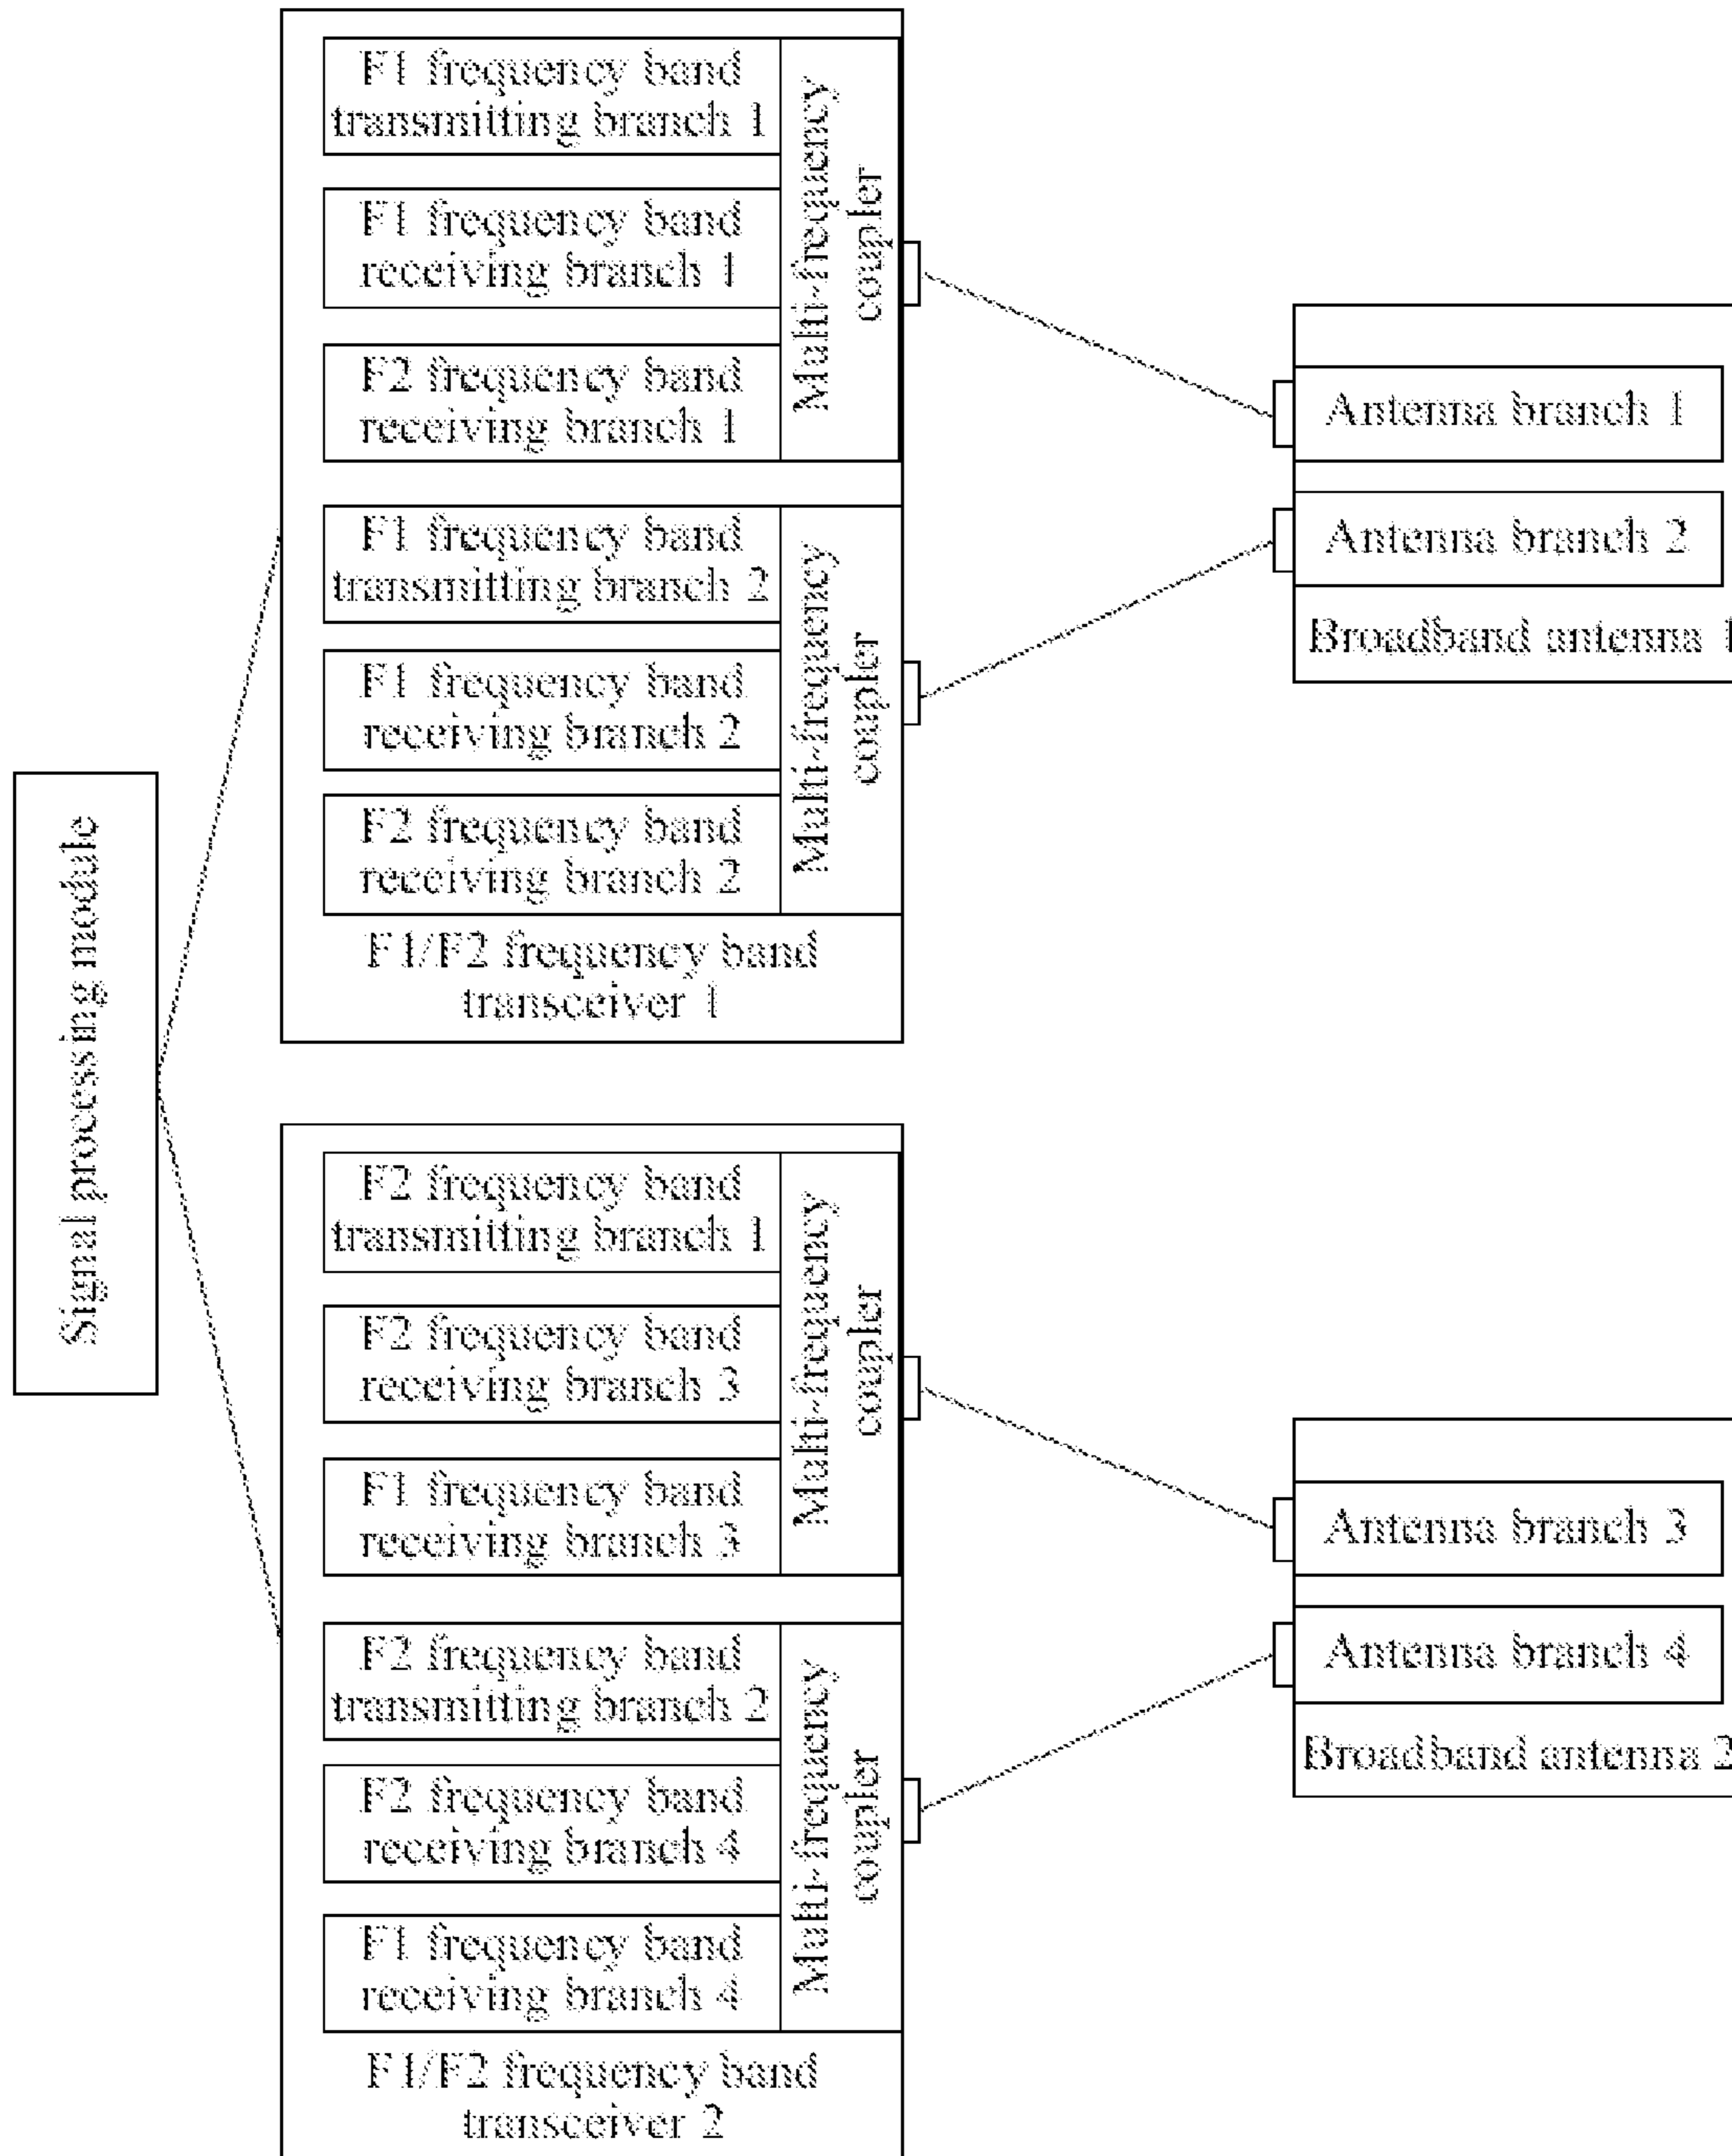 Signal processing module
F1 frequency band
transmitting branch 1
F1 frequency band
receiving branch 1
F2 frequency band
receiving branch 1
Multi-frequency
coupler
F1 frequency band
transmitting branch 2
F1 frequency band
receiving branch 2
F2 frequency band
receiving branch 2
Multi-frequency
coupler
F1/F2 frequency band
transceiver 1
Antenna branch 1
Antenna branch 2
Broadband antenna 1
F2 frequency band
transmitting branch 1
F2 frequency band
receiving branch 3
F1 frequency band
receiving branch 3
Multi-frequency
coupler
F2 frequency band
transmitting branch 2
F2 frequency band
receiving branch 4
F1 frequency band
receiving branch 4
Multi-frequency
coupler
F1/F2 frequency band
transceiver 2
Antenna branch 3
Antenna branch 4
Broadband antenna 2